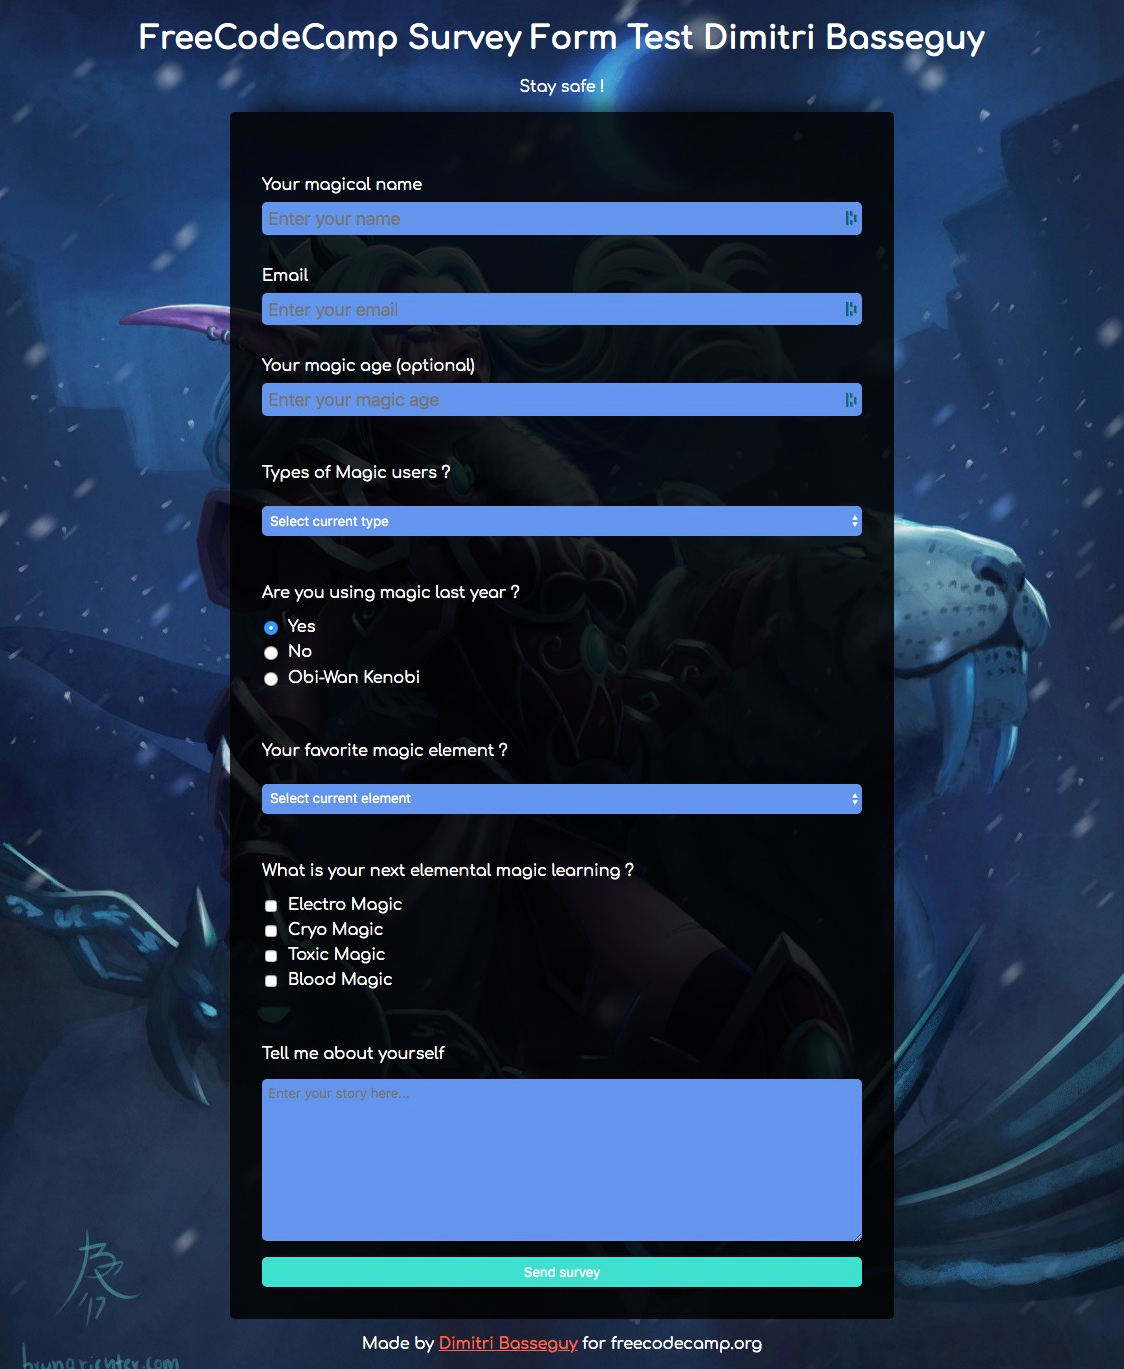 FreeCodeCamp Survey Form Test Dimitri Basseguy
Stay safe !
Your magical name
Enter your name
Email
Enter your email
Your magic age (optional)
Enter your magic age
Types of Magic users ?
Select current type
Are you using magic last year ?
Yes
No
Obi-Wan Kenobi
Your favorite magic element ?
Select current element
What is your next elemental magic learning ?
Electro Magic
Cryo Magic
Toxic Magic
Blood Magic
Tell me about yourself
Enter your story here...
Send survey
'17
Made by Dimitri Basseguy for freecodecamp.org